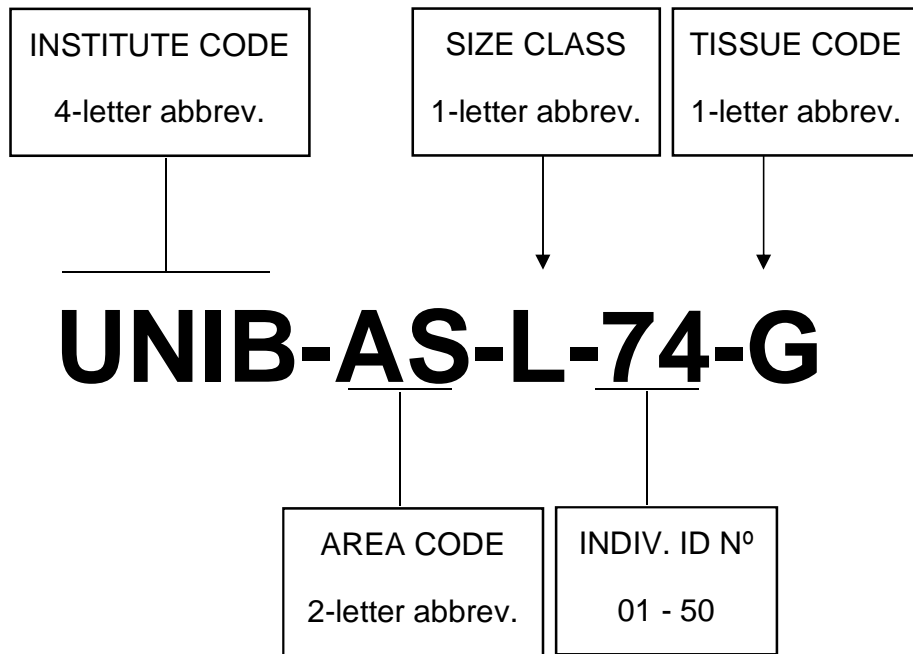 INSTITUTE CODE
4-letter abbrev.
SIZE CLASS
1-letter abbrev.
TISSUE CODE
1-letter abbrev.
UNIB-AS-L-74-G
AREA CODE
2-letter abbrev.
INDIV. ID Nº
01 - 50